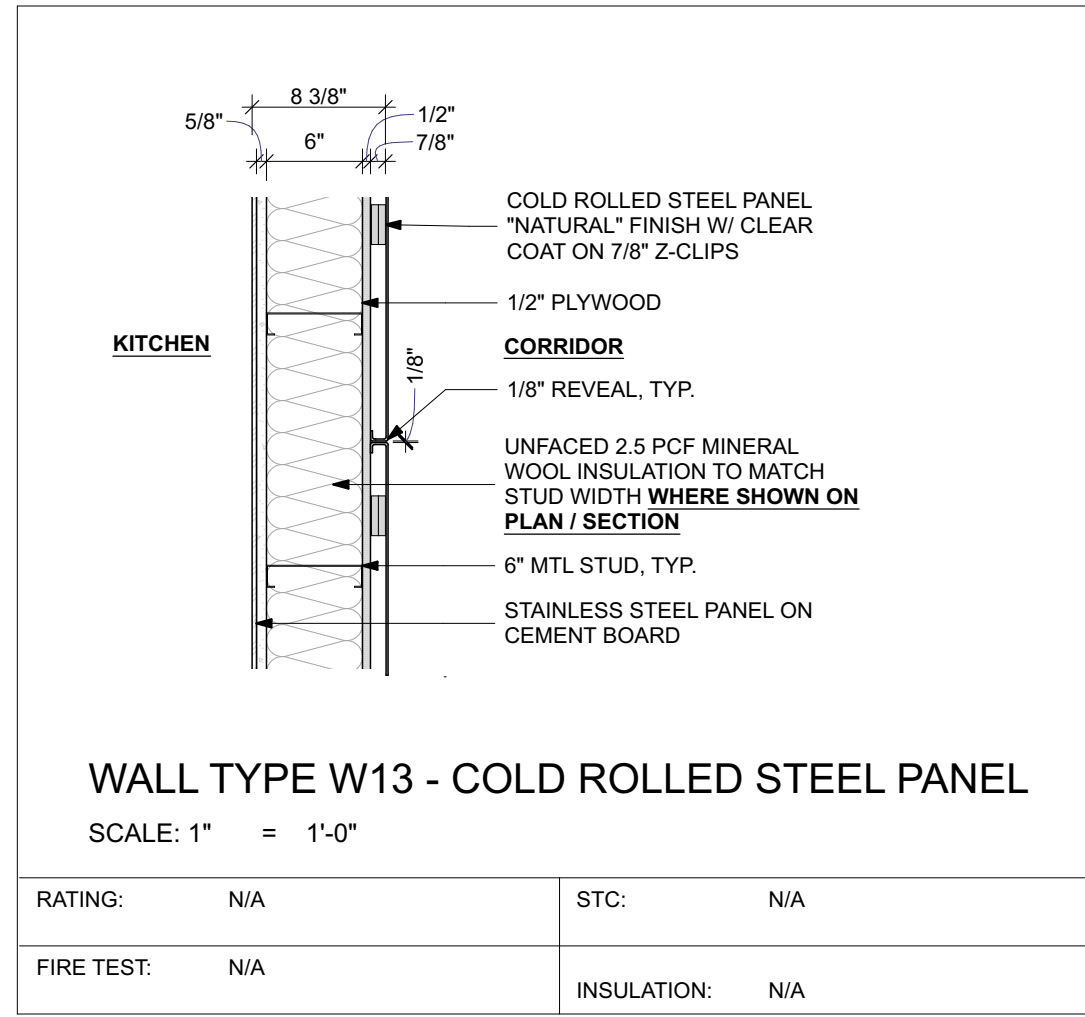 8 3/8"
5/8"
1/2"
6"
7/8"
COLD ROLLED STEEL PANEL
"NATURAL" FINISH W/ CLEAR
COAT ON 7/8" Z-CLIPS
1/2" PLYWOOD
KITCHEN
CORRIDOR
1/8"
1/8" REVEAL, TYP.
UNFACED 2.5 PCF MINERAL
WOOL INSULATION TO MATCH
STUD WIDTH WHERE SHOWN ON
PLAN / SECTION
6" MTL STUD, TYP.
STAINLESS STEEL PANEL ON
CEMENT BOARD
WALL TYPE W13 - COLD ROLLED STEEL PANEL
SCALE: 1" = 1'-0"
RATING: N/A
STC: N/A
FIRE TEST: N/A
INSULATION: N/A